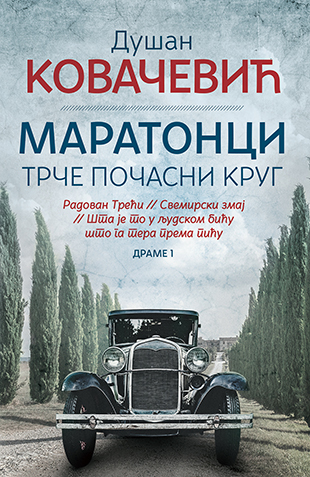 Душан
КОВАЧЕВИЋ
МАРАТОНЦИ
ТРЧЕ ПОЧАСНИ КРУГ
Радован Трећи // Свемирски змај
// Шта је то у људском бићу
што га тера према пићу
ДРАМЕ 1